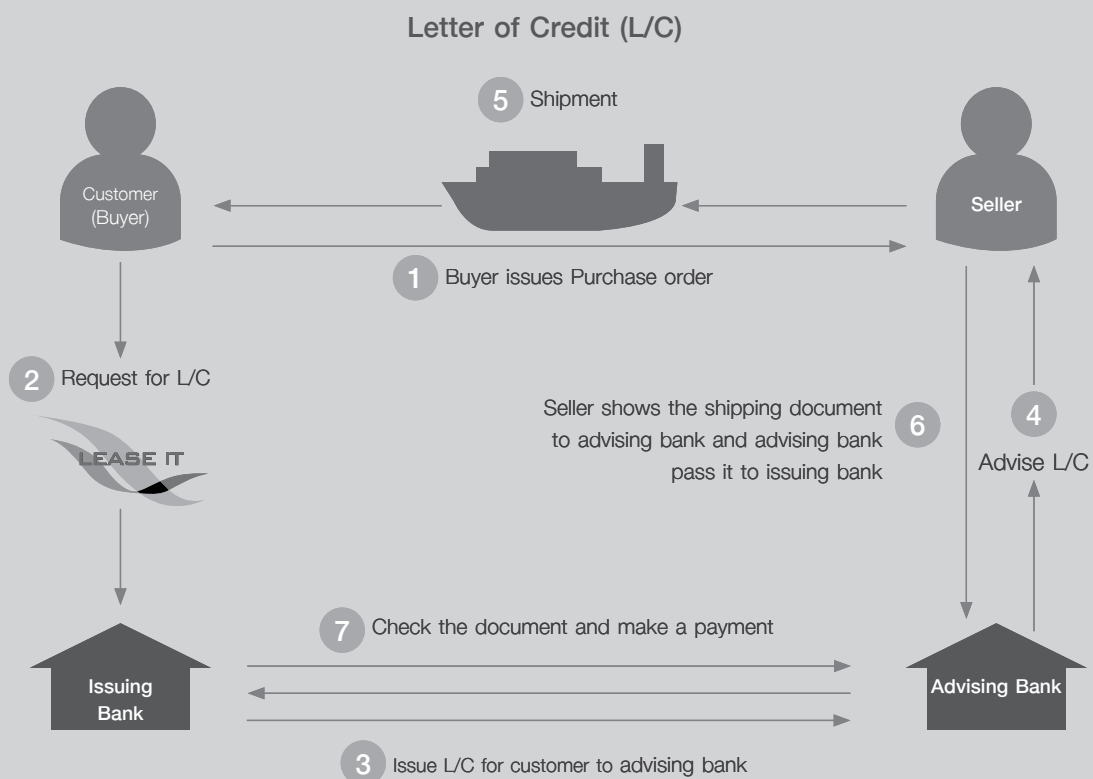 Letter of Credit (L/C)
5 Shipment
Customer
(Buyer)
Seller
1 Buyer issues Purchase order
2 Request for L/C
LEASE IT
Seller shows the shipping document
to advising bank and advising bank
pass it to issuing bank
6
4
Advise L/C
7 Check the document and make a payment
Issuing
Bank
Advising Bank
3 Issue L/C for customer to advising bank